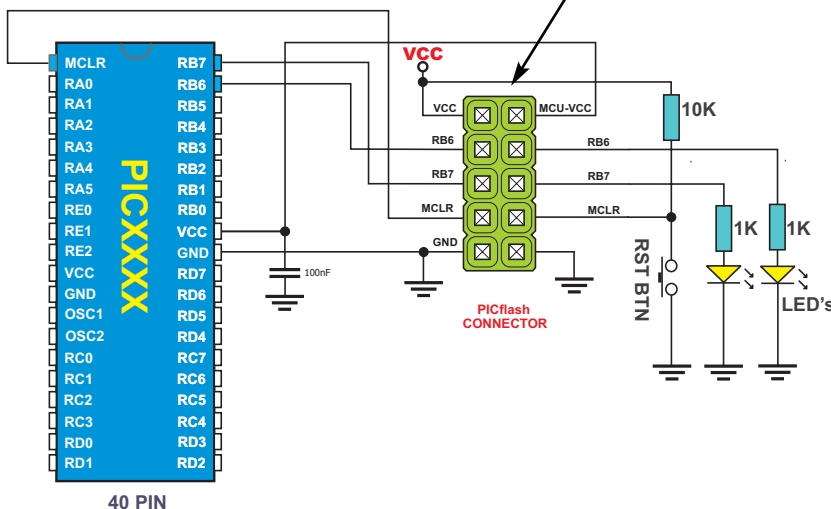 MCLR
RA0
RA1
RA2
RA3
RA4
RA5
RE0
RE1
RE2
VCC
GND
OSC1
OSC2
RC0
RC1
RC2
RC3
RD0
RD1
PICXXXX
RB7
RB6
RB5
RB4
RB3
RB2
RB1
RB0
VCC
GND
RD7
RD6
RD5
RD4
RC7
RC6
RC5
RC4
RD3
RD2
40 PIN
100nF
VCC
VCC
RB6
RB7
MCLR
GND
MCU-VCC
RB6
RB7
MCLR
PICflash
CONNECTOR
10K
RST BTN
1K
1K
LED's